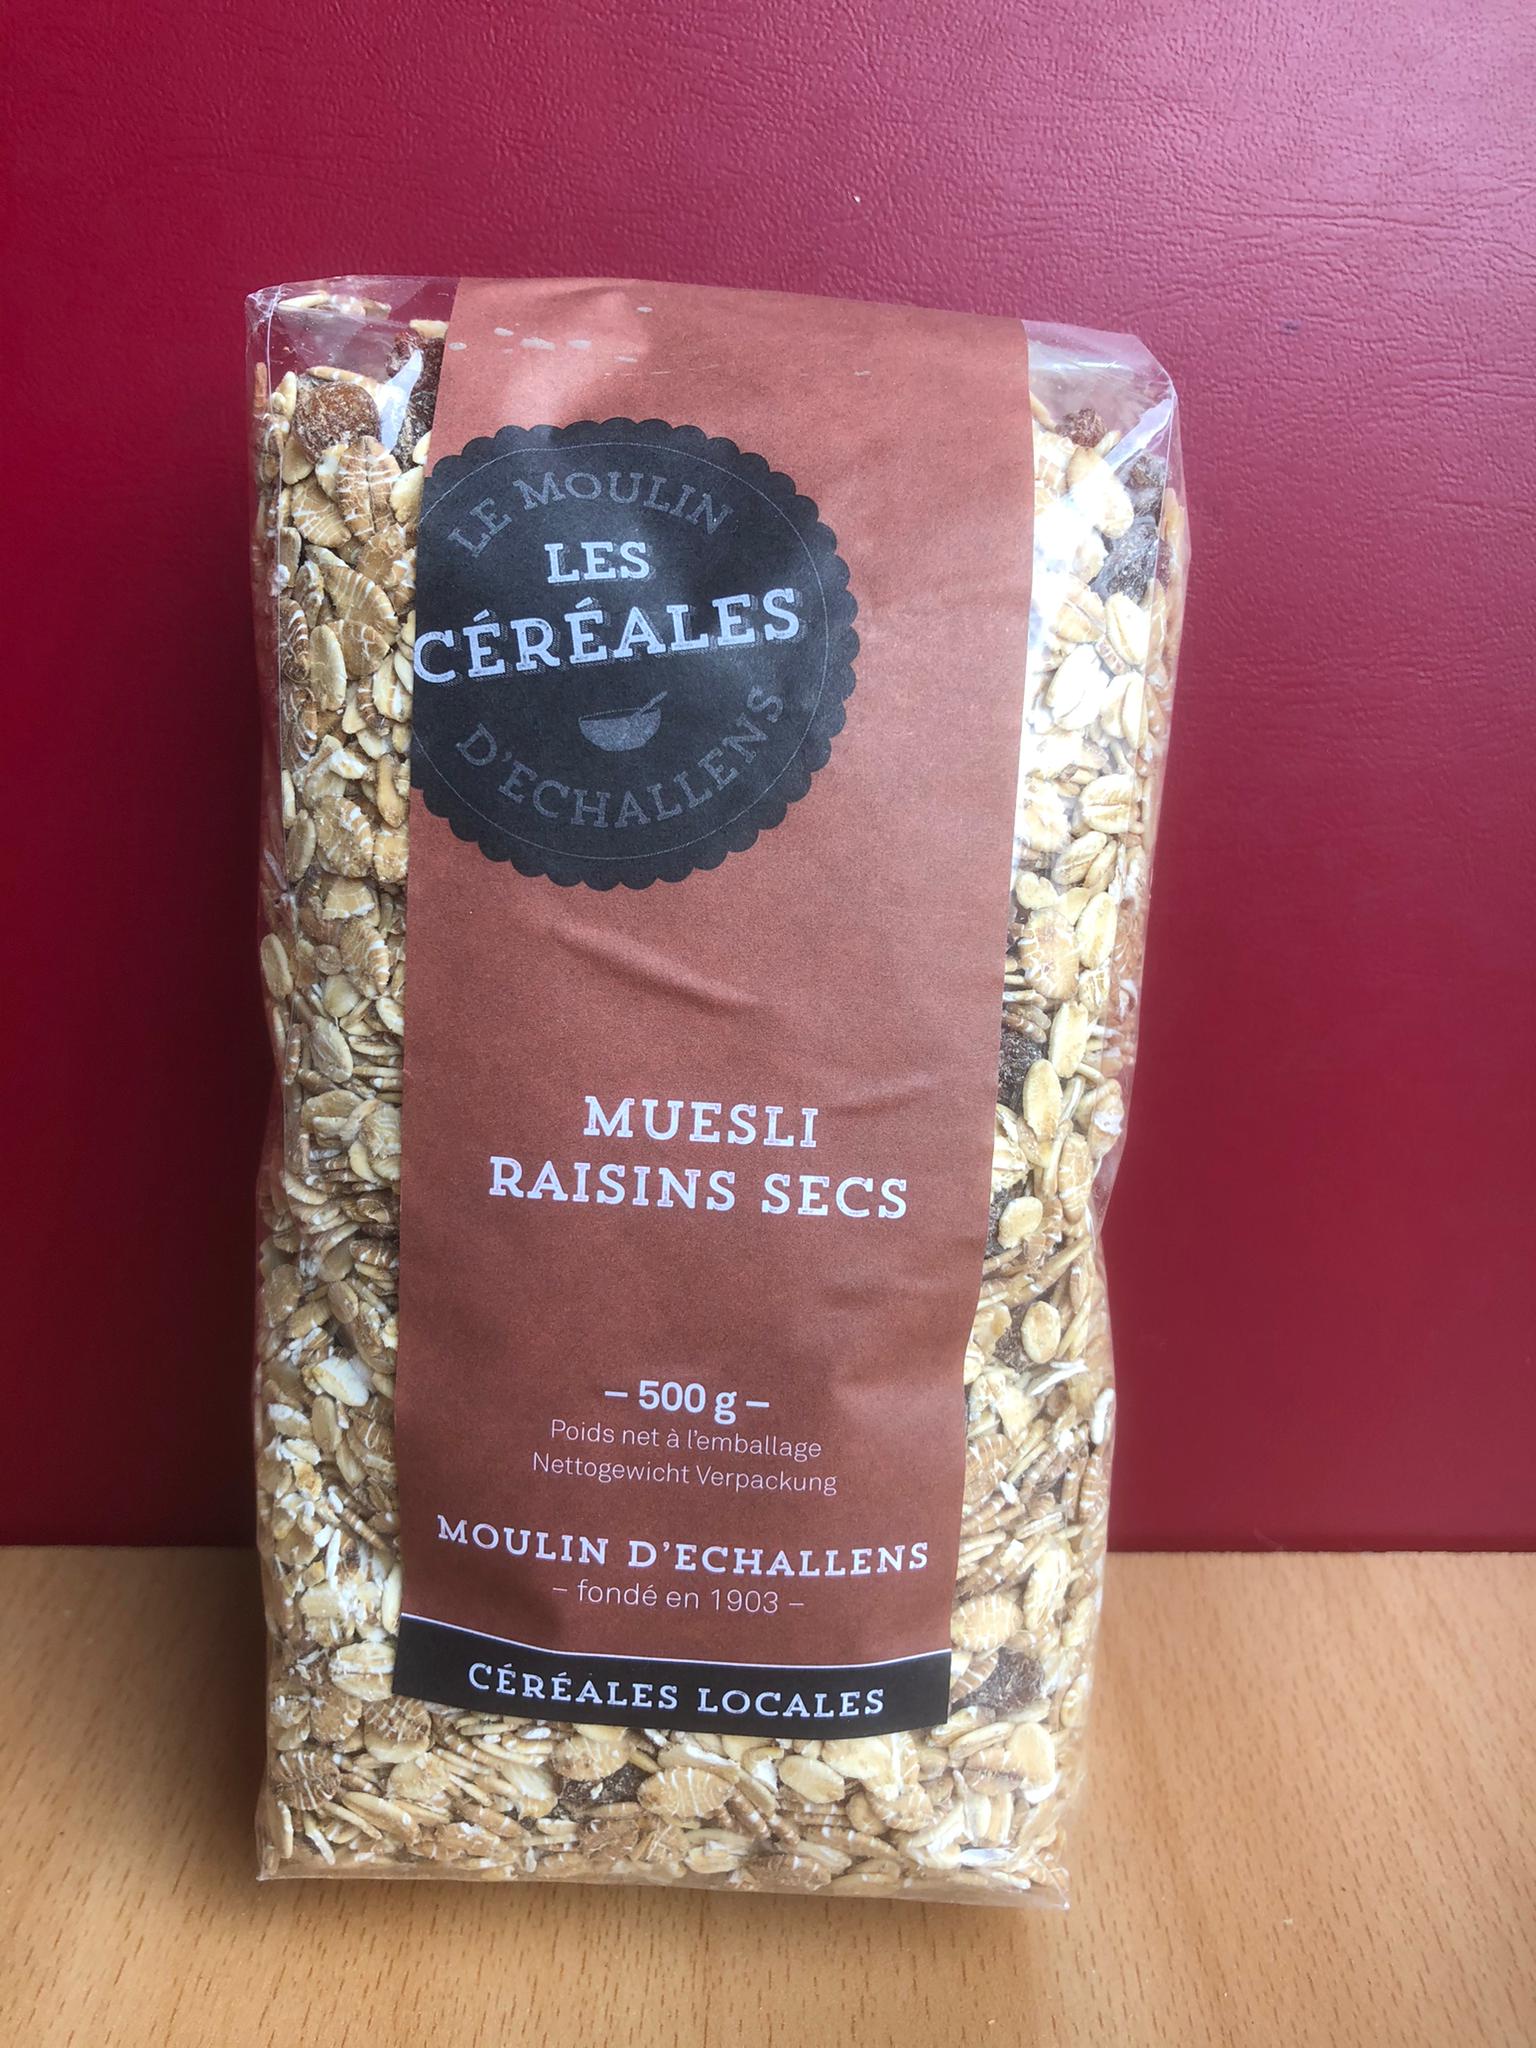 LE MOULIN
LES
CÉRÉALES
D'ECHALLENS
MUESLI
RAISINS SECS
– 500 g –
Poids net à l'emballage
Nettogewicht Verpackung
MOULIN D'ECHALLENS
– fondé en 1903 –
CÉRÉALES LOCALES